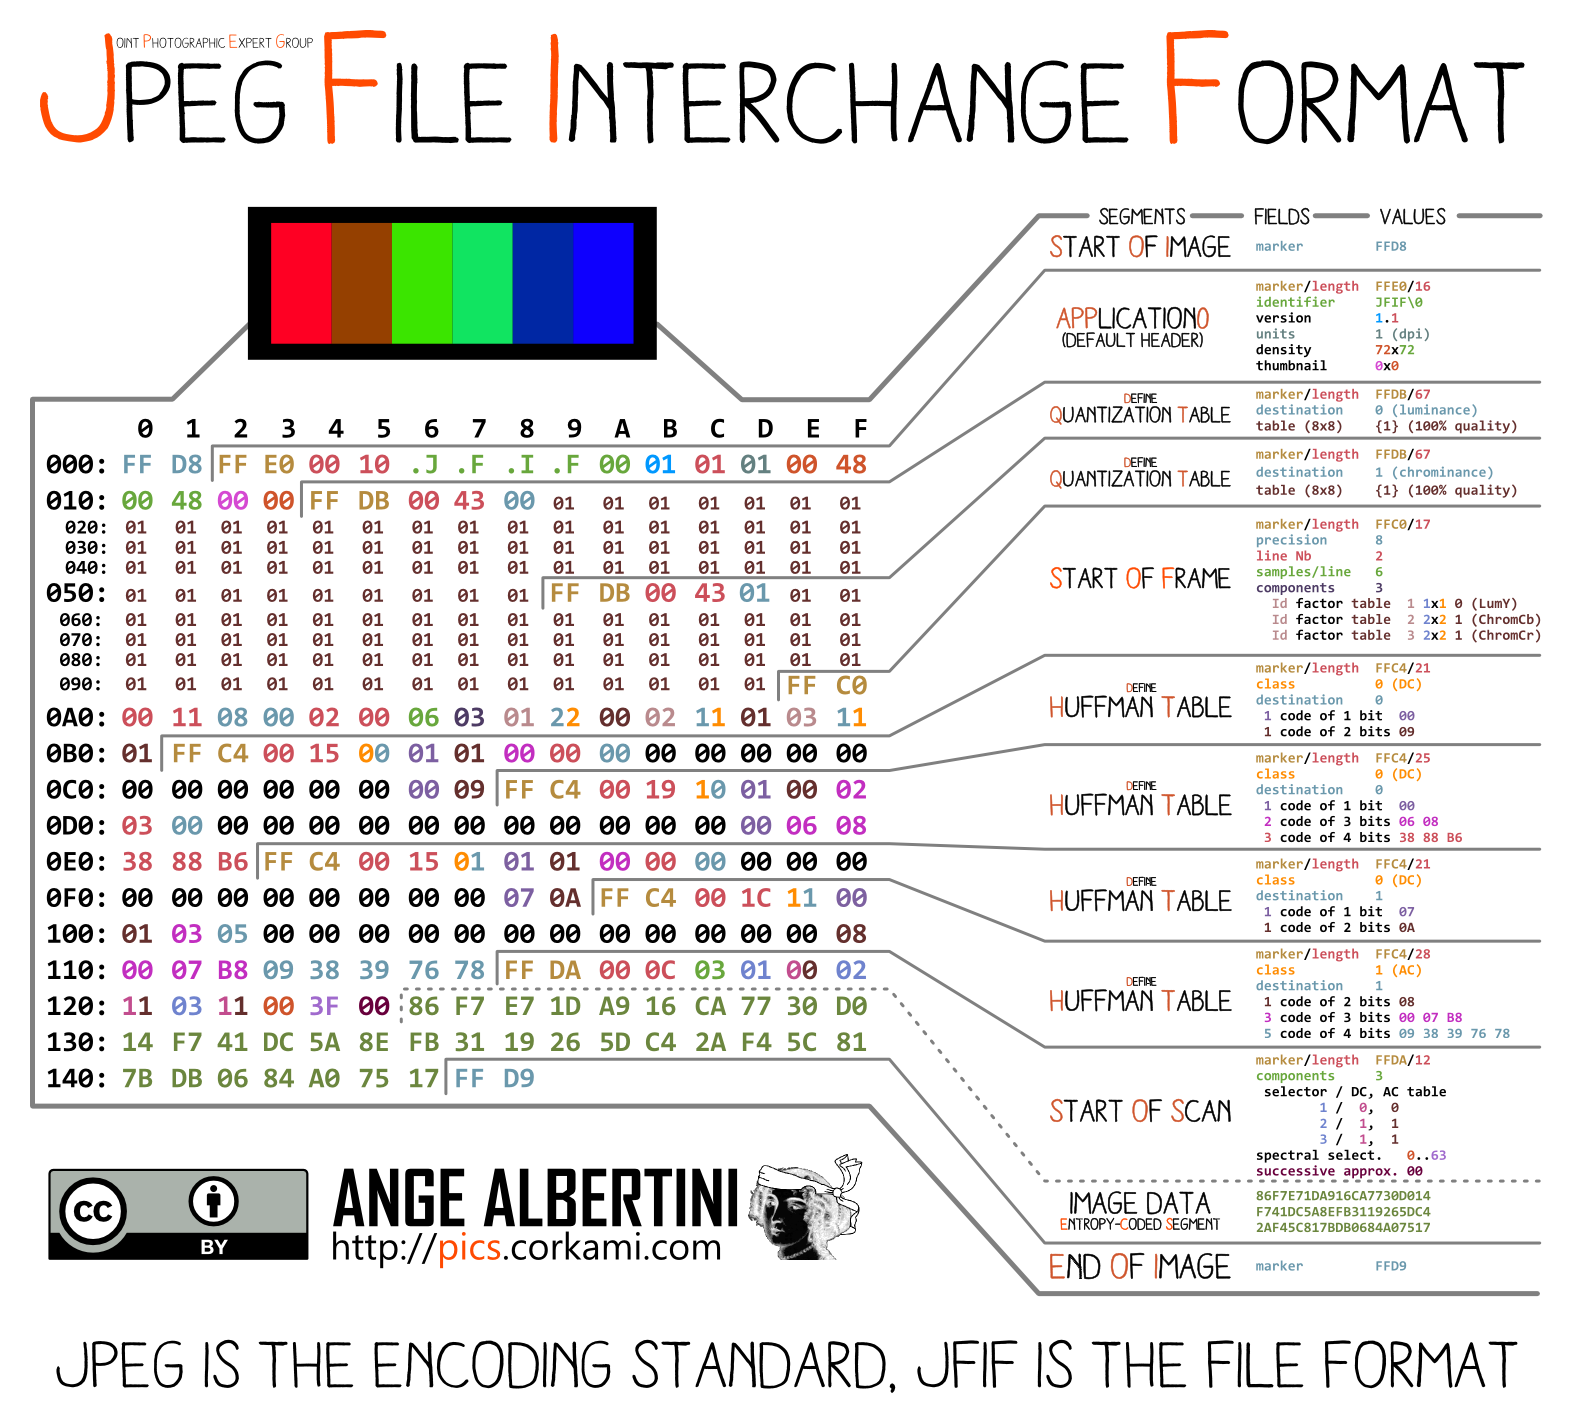 JOINT PHOTOGRAPHIC EXPERT GROUP
JPEG FILE INTERCHANGE FORMAT
0 1 2 3 4 5 6 7 8 9 A B C D E F
000: FF D8 FF E0 00 10 .J .F .I .F 00 01 01 01 00 48
010: 00 48 00 00 FF DB 00 43 00 01 01 01 01 01 01 01
020: 01 01 01 01 01 01 01 01 01 01 01 01 01 01 01 01
030: 01 01 01 01 01 01 01 01 01 01 01 01 01 01 01 01
040: 01 01 01 01 01 01 01 01 01 01 01 01 01 01 01 01
050: 01 01 01 01 01 01 01 01 01 FF DB 00 43 01 01 01
060: 01 01 01 01 01 01 01 01 01 01 01 01 01 01 01 01
070: 01 01 01 01 01 01 01 01 01 01 01 01 01 01 01 01
080: 01 01 01 01 01 01 01 01 01 01 01 01 01 01 01 01
090: 01 01 01 01 01 01 01 01 01 01 01 01 01 01 FF C0
0A0: 00 11 08 00 02 00 06 03 01 22 00 02 11 01 03 11
0B0: 01 FF C4 00 15 00 01 01 00 00 00 00 00 00 00 00
0C0: 00 00 00 00 00 00 00 09 FF C4 00 19 10 01 00 02
0D0: 03 00 00 00 00 00 00 00 00 00 00 00 00 00 06 08
0E0: 38 88 B6 FF C4 00 15 01 01 01 00 00 00 00 00 00
0F0: 00 00 00 00 00 00 00 00 07 0A FF C4 00 1C 11 00
100: 01 03 05 00 00 00 00 00 00 00 00 00 00 00 00 08
110: 00 07 B8 09 38 39 76 78 FF DA 00 0C 03 01 00 02
120: 11 03 11 00 3F 00 86 F7 E7 1D A9 16 CA 77 30 D0
130: 14 F7 41 DC 5A 8E FB 31 19 26 5D C4 2A F4 5C 81
140: 7B DB 06 84 A0 75 17 FF D9
SEGMENTS FIELDS VALUES
START OF IMAGE
marker FFD8
APPLICATION0
(DEFAULT HEADER)
marker/length FFE0/16
identifier JFIF\0
version 1.1
units 1 (dpi)
density 72x72
thumbnail 0x0
DEFINE
QUANTIZATION TABLE
marker/length FFDB/67
destination 0 (luminance)
table (8x8) {1} (100% quality)
DEFINE
QUANTIZATION TABLE
marker/length FFDB/67
destination 1 (chrominance)
table (8x8) {1} (100% quality)
START OF FRAME
marker/length FFC0/17
precision 8
line Nb 2
samples/line 6
components 3
Id factor table 1 1x1 0 (LumY)
Id factor table 2 2x2 1 (ChromCb)
Id factor table 3 2x2 1 (ChromCr)
DEFINE
HUFFMAN TABLE
marker/length FFC4/21
class 0 (DC)
destination 0
1 code of 1 bit 00
1 code of 2 bits 09
DEFINE
HUFFMAN TABLE
marker/length FFC4/25
class 0 (DC)
destination 0
1 code of 1 bit 00
2 code of 3 bits 06 08
3 code of 4 bits 38 88 B6
DEFINE
HUFFMAN TABLE
marker/length FFC4/21
class 0 (DC)
destination 1
1 code of 1 bit 07
1 code of 2 bits 0A
DEFINE
HUFFMAN TABLE
marker/length FFC4/28
class 1 (AC)
destination 1
1 code of 2 bits 08
3 code of 3 bits 00 07 B8
5 code of 4 bits 09 38 39 76 78
START OF SCAN
marker/length FFDA/12
components 3
selector / DC, AC table
1 / 0, 0
2 / 1, 1
3 / 1, 1
spectral select. 0..63
successive approx. 00
IMAGE DATA
ENTROPY-CODED SEGMENT
86F7E71DA916CA7730D014
F741DC5A8EFB3119265DC4
2AF45C817BDB0684A07517
END OF IMAGE
marker FFD9
cc
BY
ANGE ALBERTINI
http://pics.corkami.com
JPEG IS THE ENCODING STANDARD, JFIF IS THE FILE FORMAT